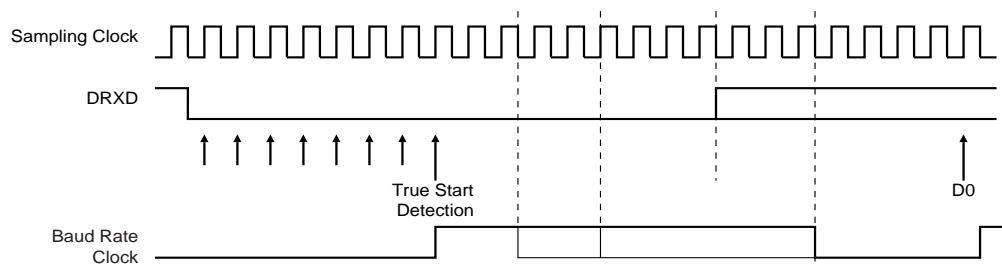 Sampling Clock
DRXD
True Start
Detection
D0
Baud Rate
Clock